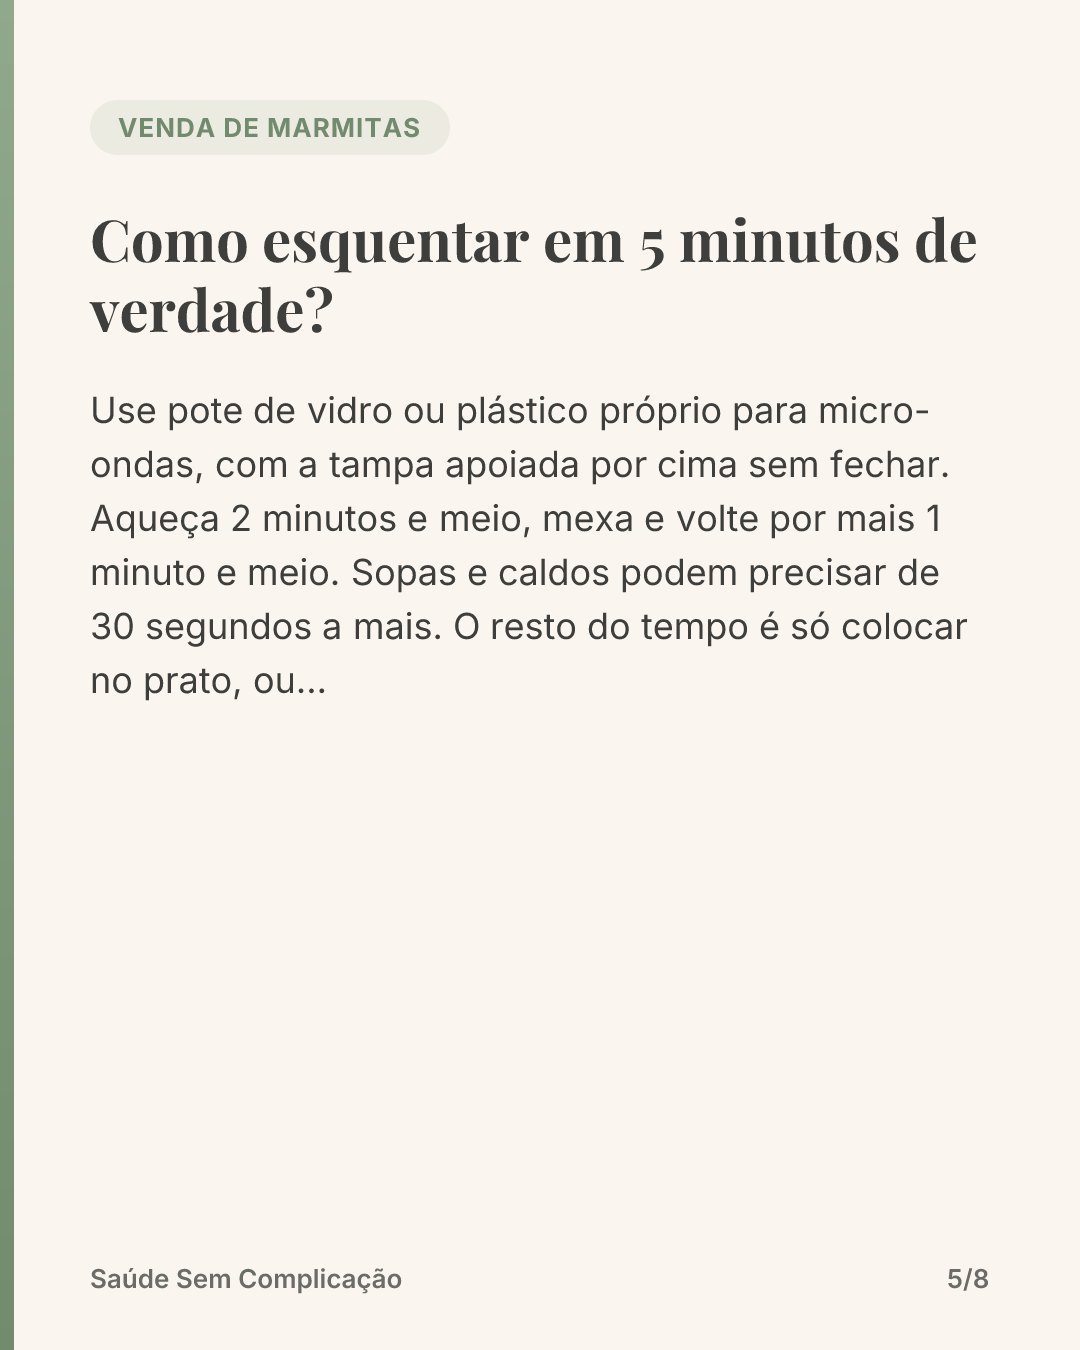 VENDA DE MARMITAS
Como esquentar em 5 minutos de
verdade?
Use pote de vidro ou plástico próprio para micro-
ondas, com a tampa apoiada por cima sem fechar.
Aqueça 2 minutos e meio, mexa e volte por mais 1
minuto e meio. Sopas e caldos podem precisar de
30 segundos a mais. O resto do tempo é só colocar
no prato, ou...
Saúde Sem Complicação
5/8